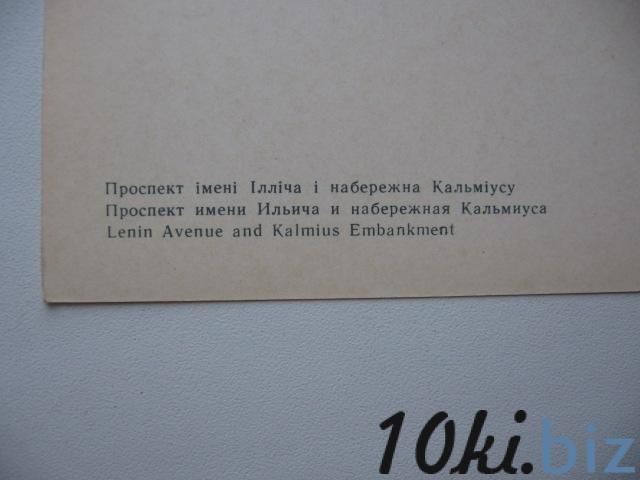 Проспект імені Ілліча і набережна Кальміусу
Проспект имени Ильича и набережная Кальмиуса
Lenin Avenue and Kalmius Embankment
10ki.biz